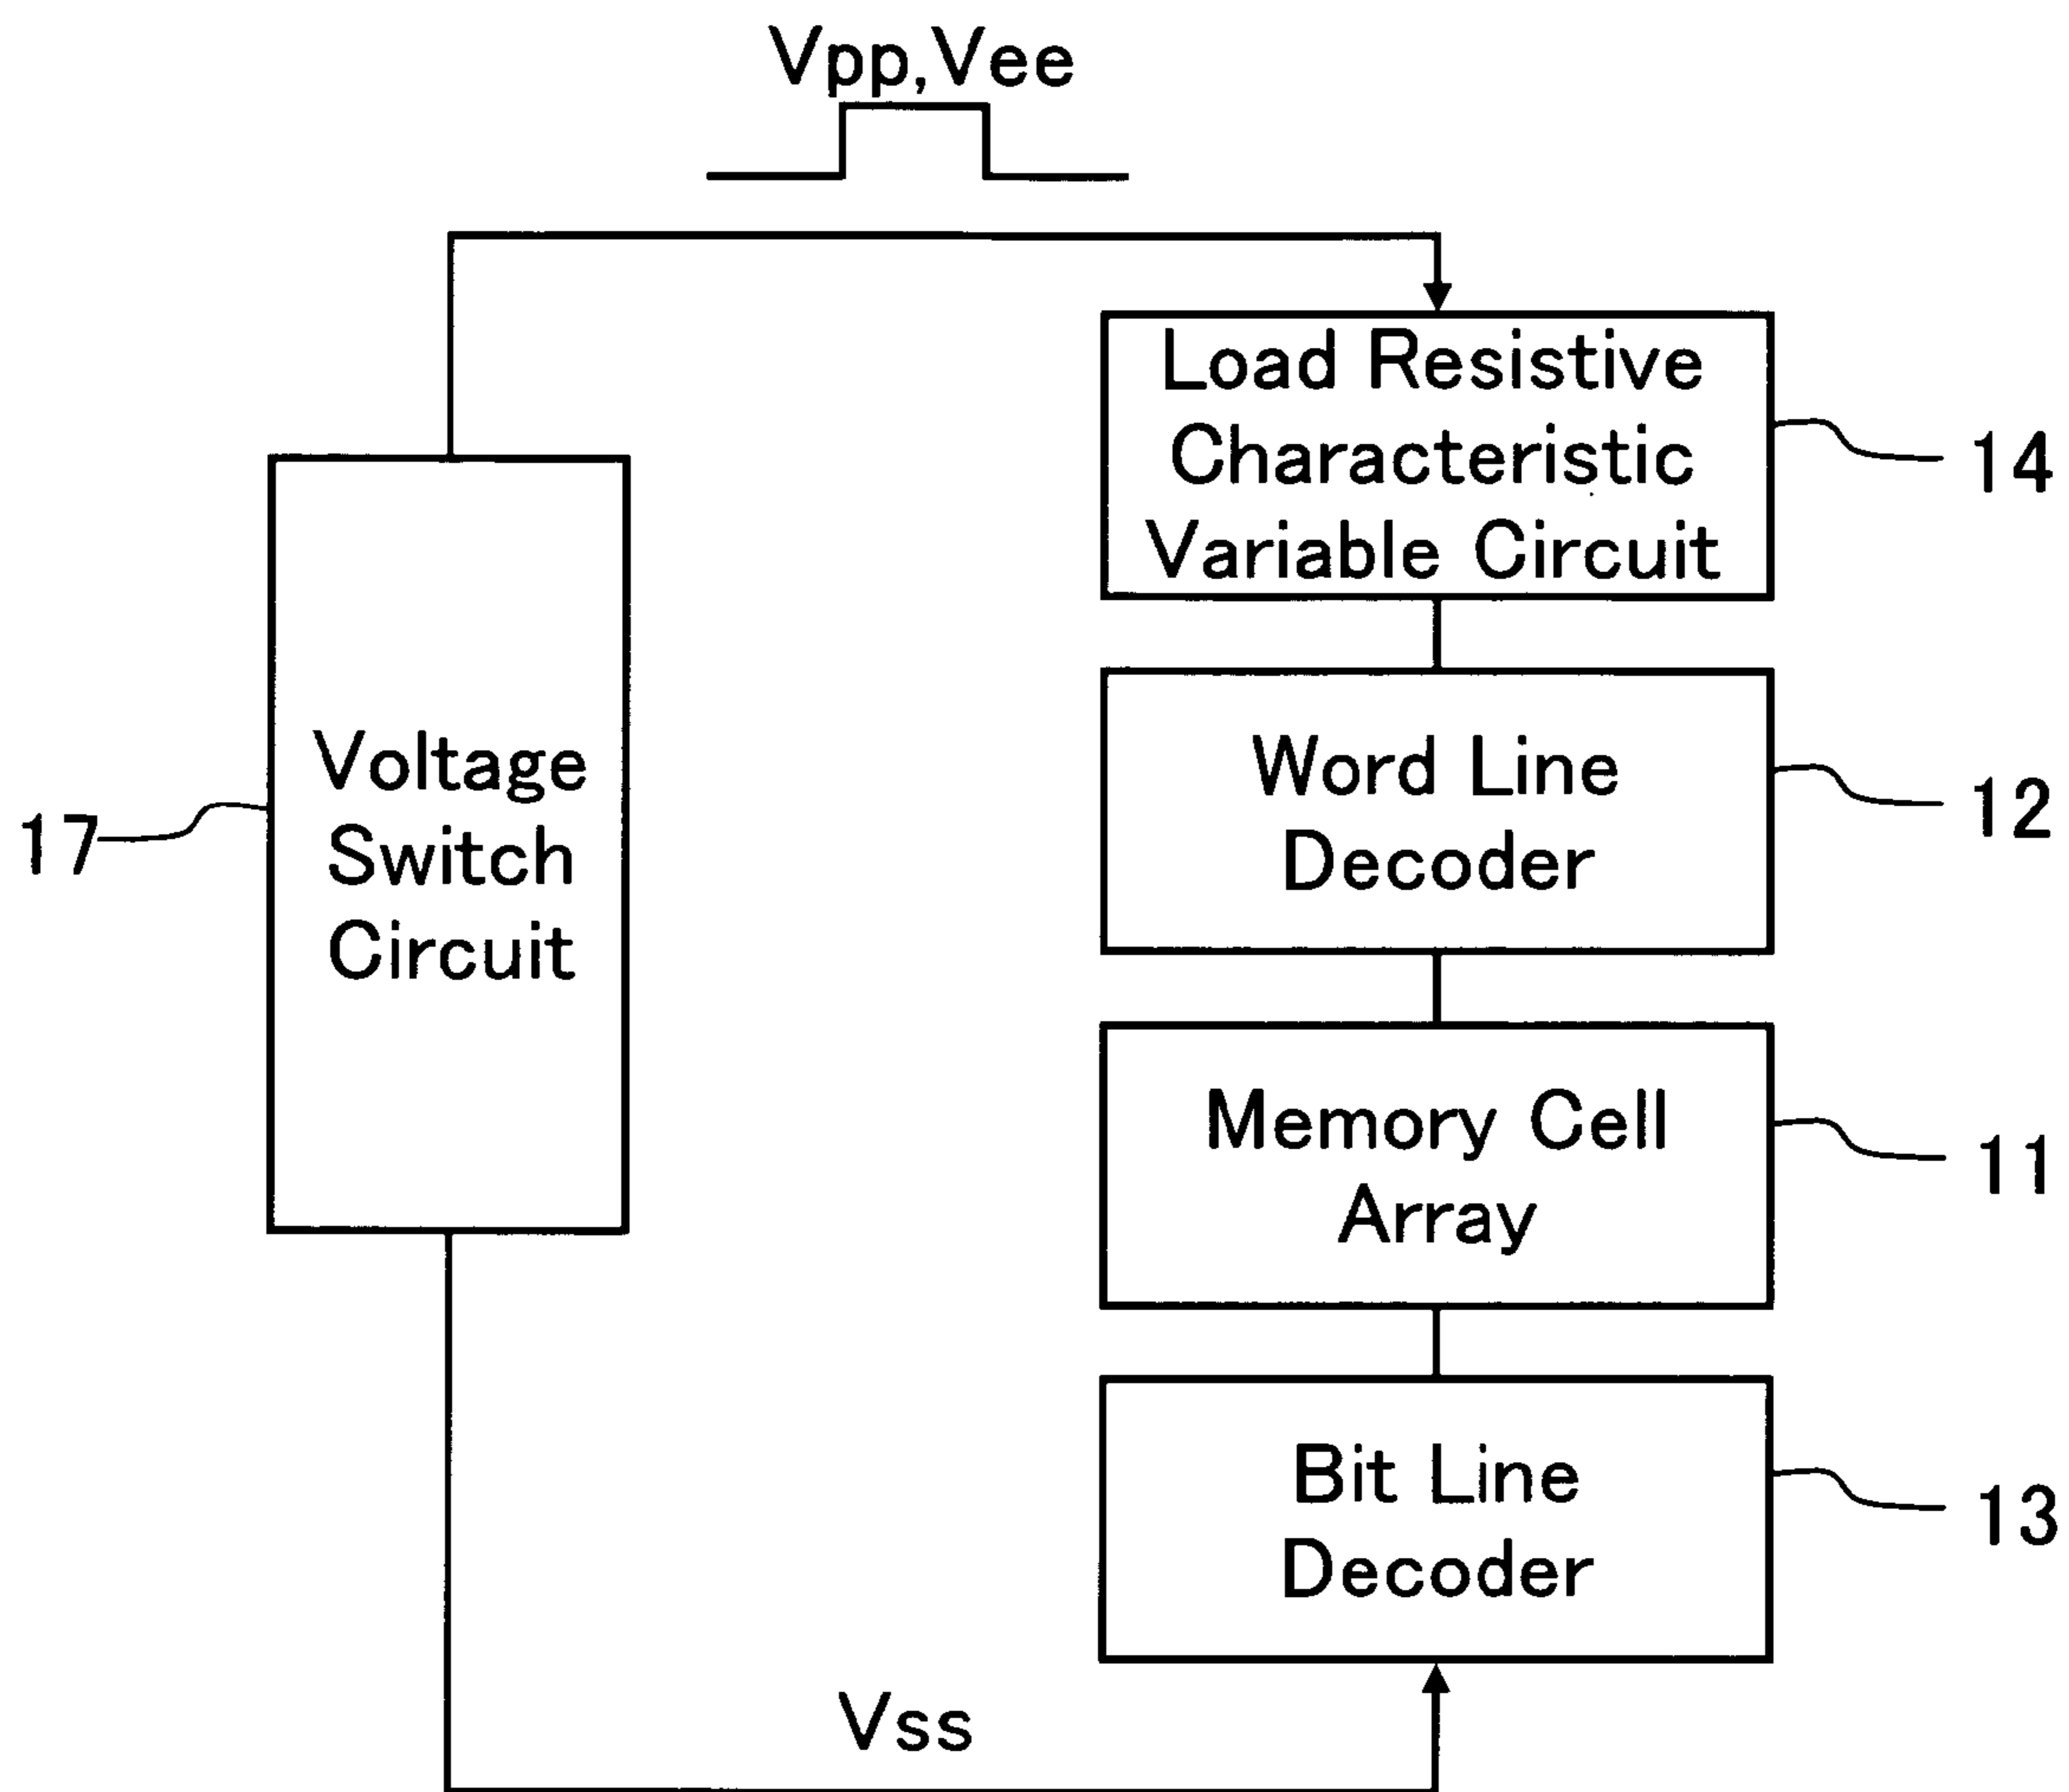 Vpp,Vee
Load Resistive
Characteristic
Variable Circuit
14
Voltage
Switch
Circuit
17
Word Line
Decoder
12
Memory Cell
Array
11
Bit Line
Decoder
13
Vss